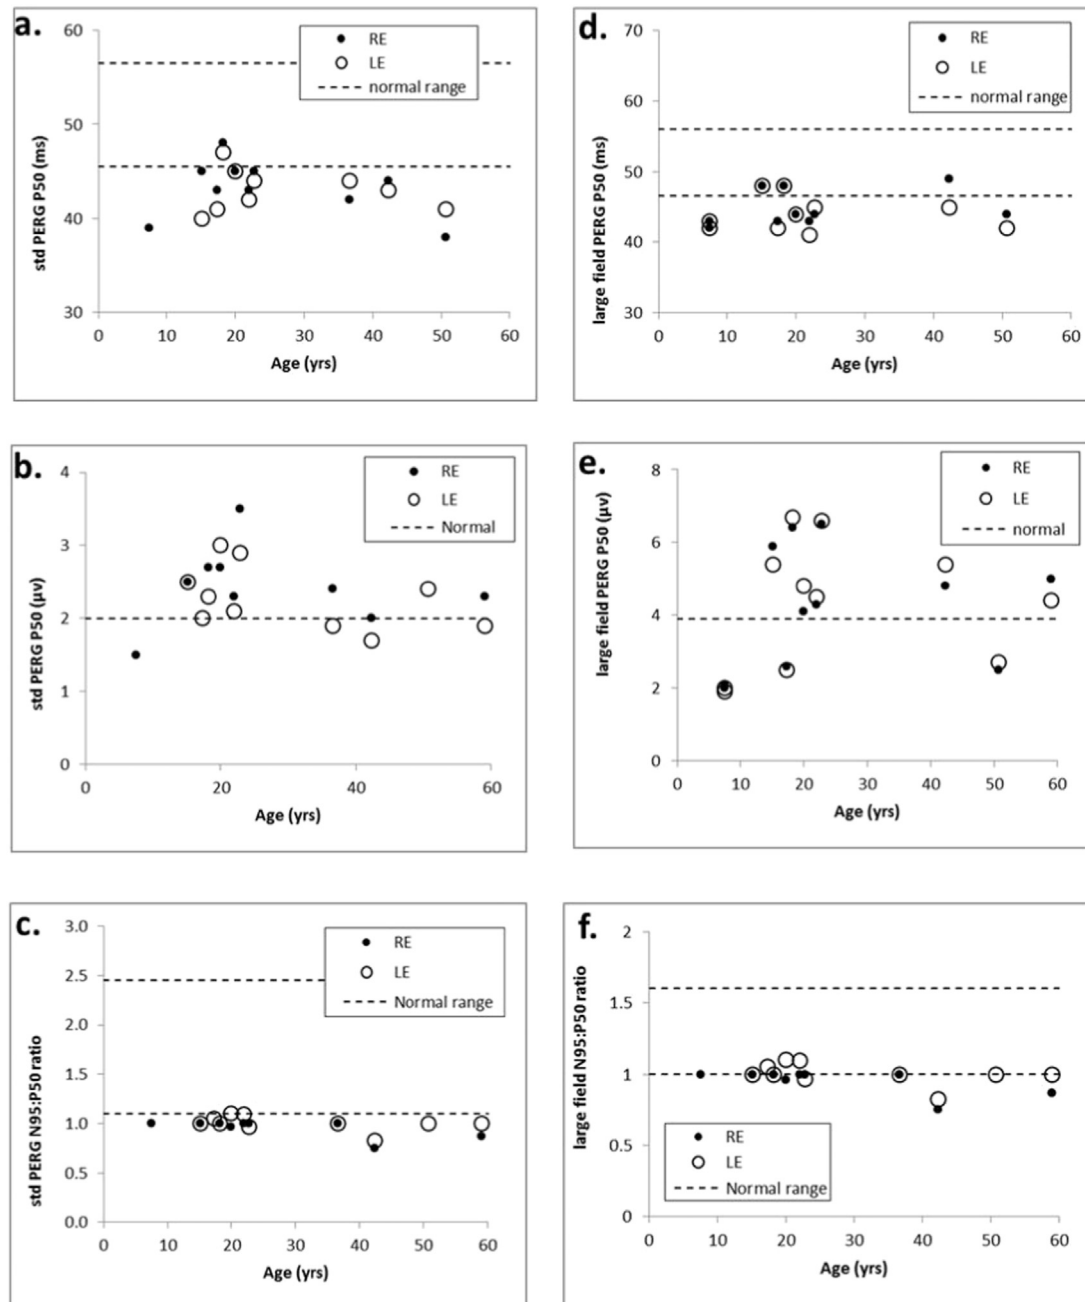 a.
60
50
40
30
std PERG P50 (ms)
RE
LE
normal range
0 10 20 30 40 50 60
Age (yrs)
d.
70
60
50
40
30
large field PERG P50 (ms)
RE
LE
normal range
0 10 20 30 40 50 60
Age (yrs)
b.
4
3
2
1
0
std PERG P50 (μv)
RE
LE
Normal
0 20 40 60
Age (yrs)
e.
8
6
4
2
0
large field PERG P50 (μv)
RE
LE
normal
0 10 20 30 40 50 60
Age (yrs)
c.
3.0
2.5
2.0
1.5
1.0
0.5
0.0
std PERG N95:P50 ratio
RE
LE
Normal range
0 10 20 30 40 50 60
Age (yrs)
f.
2
1.5
1
0.5
0
large field N95:P50 ratio
RE
LE
Normal range
0 10 20 30 40 50 60
Age (yrs)